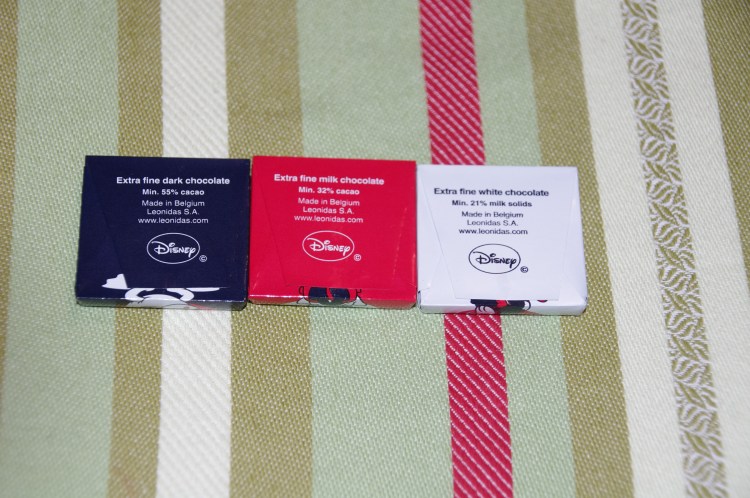 Extra fine dark chocolate
Min. 55% cacao
Made in Belgium
Leonidas S.A.
www.leonidas.com
Disney
©
Extra fine milk chocolate
Min. 32% cacao
Made in Belgium
Leonidas S.A.
www.leonidas.com
Disney
©
Extra fine white chocolate
Min. 21% milk solids
Made in Belgium
Leonidas S.A.
www.leonidas.com
Disney
©